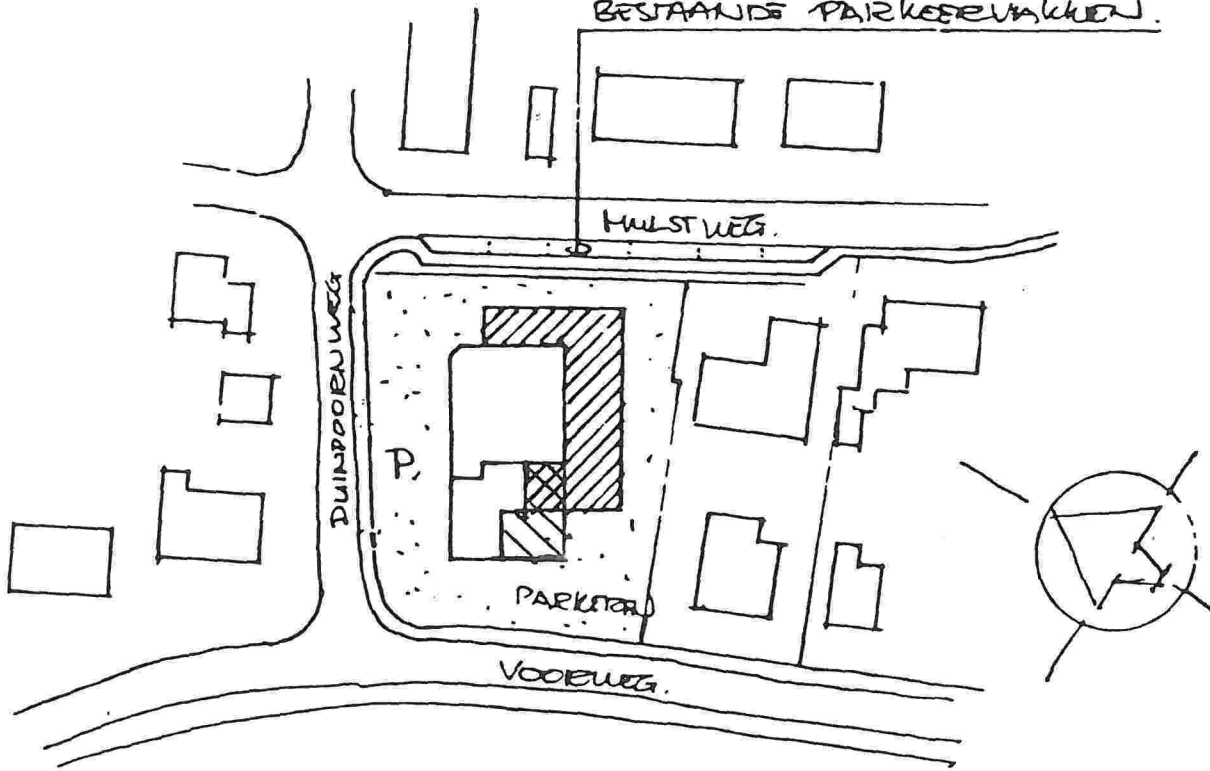 BESTAANDE PARKEERVAKKEN.
HULSTWEG.
DUINDOORNWEG
P.
PARKEREN
VOORWEG.